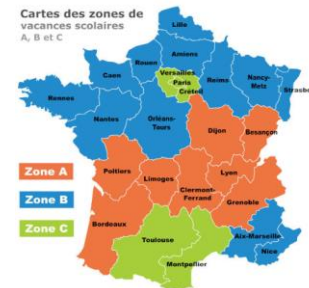 Cartes des zones de
vacances scolaires
A, B et C
Lille
Amiens
Rouen
Caen
Versailles
Paris
Créteil
Reims
Nancy-
Metz
Strasbo
Rennes
Nantes
Orléans-
Tours
Dijon
Besançon
Zone A
Zone B
Zone C
Poitiers
Limoges
Clermont-
Ferrand
Lyon
Grenoble
Bordeaux
Toulouse
Montpellier
Aix-Marseille
Nice